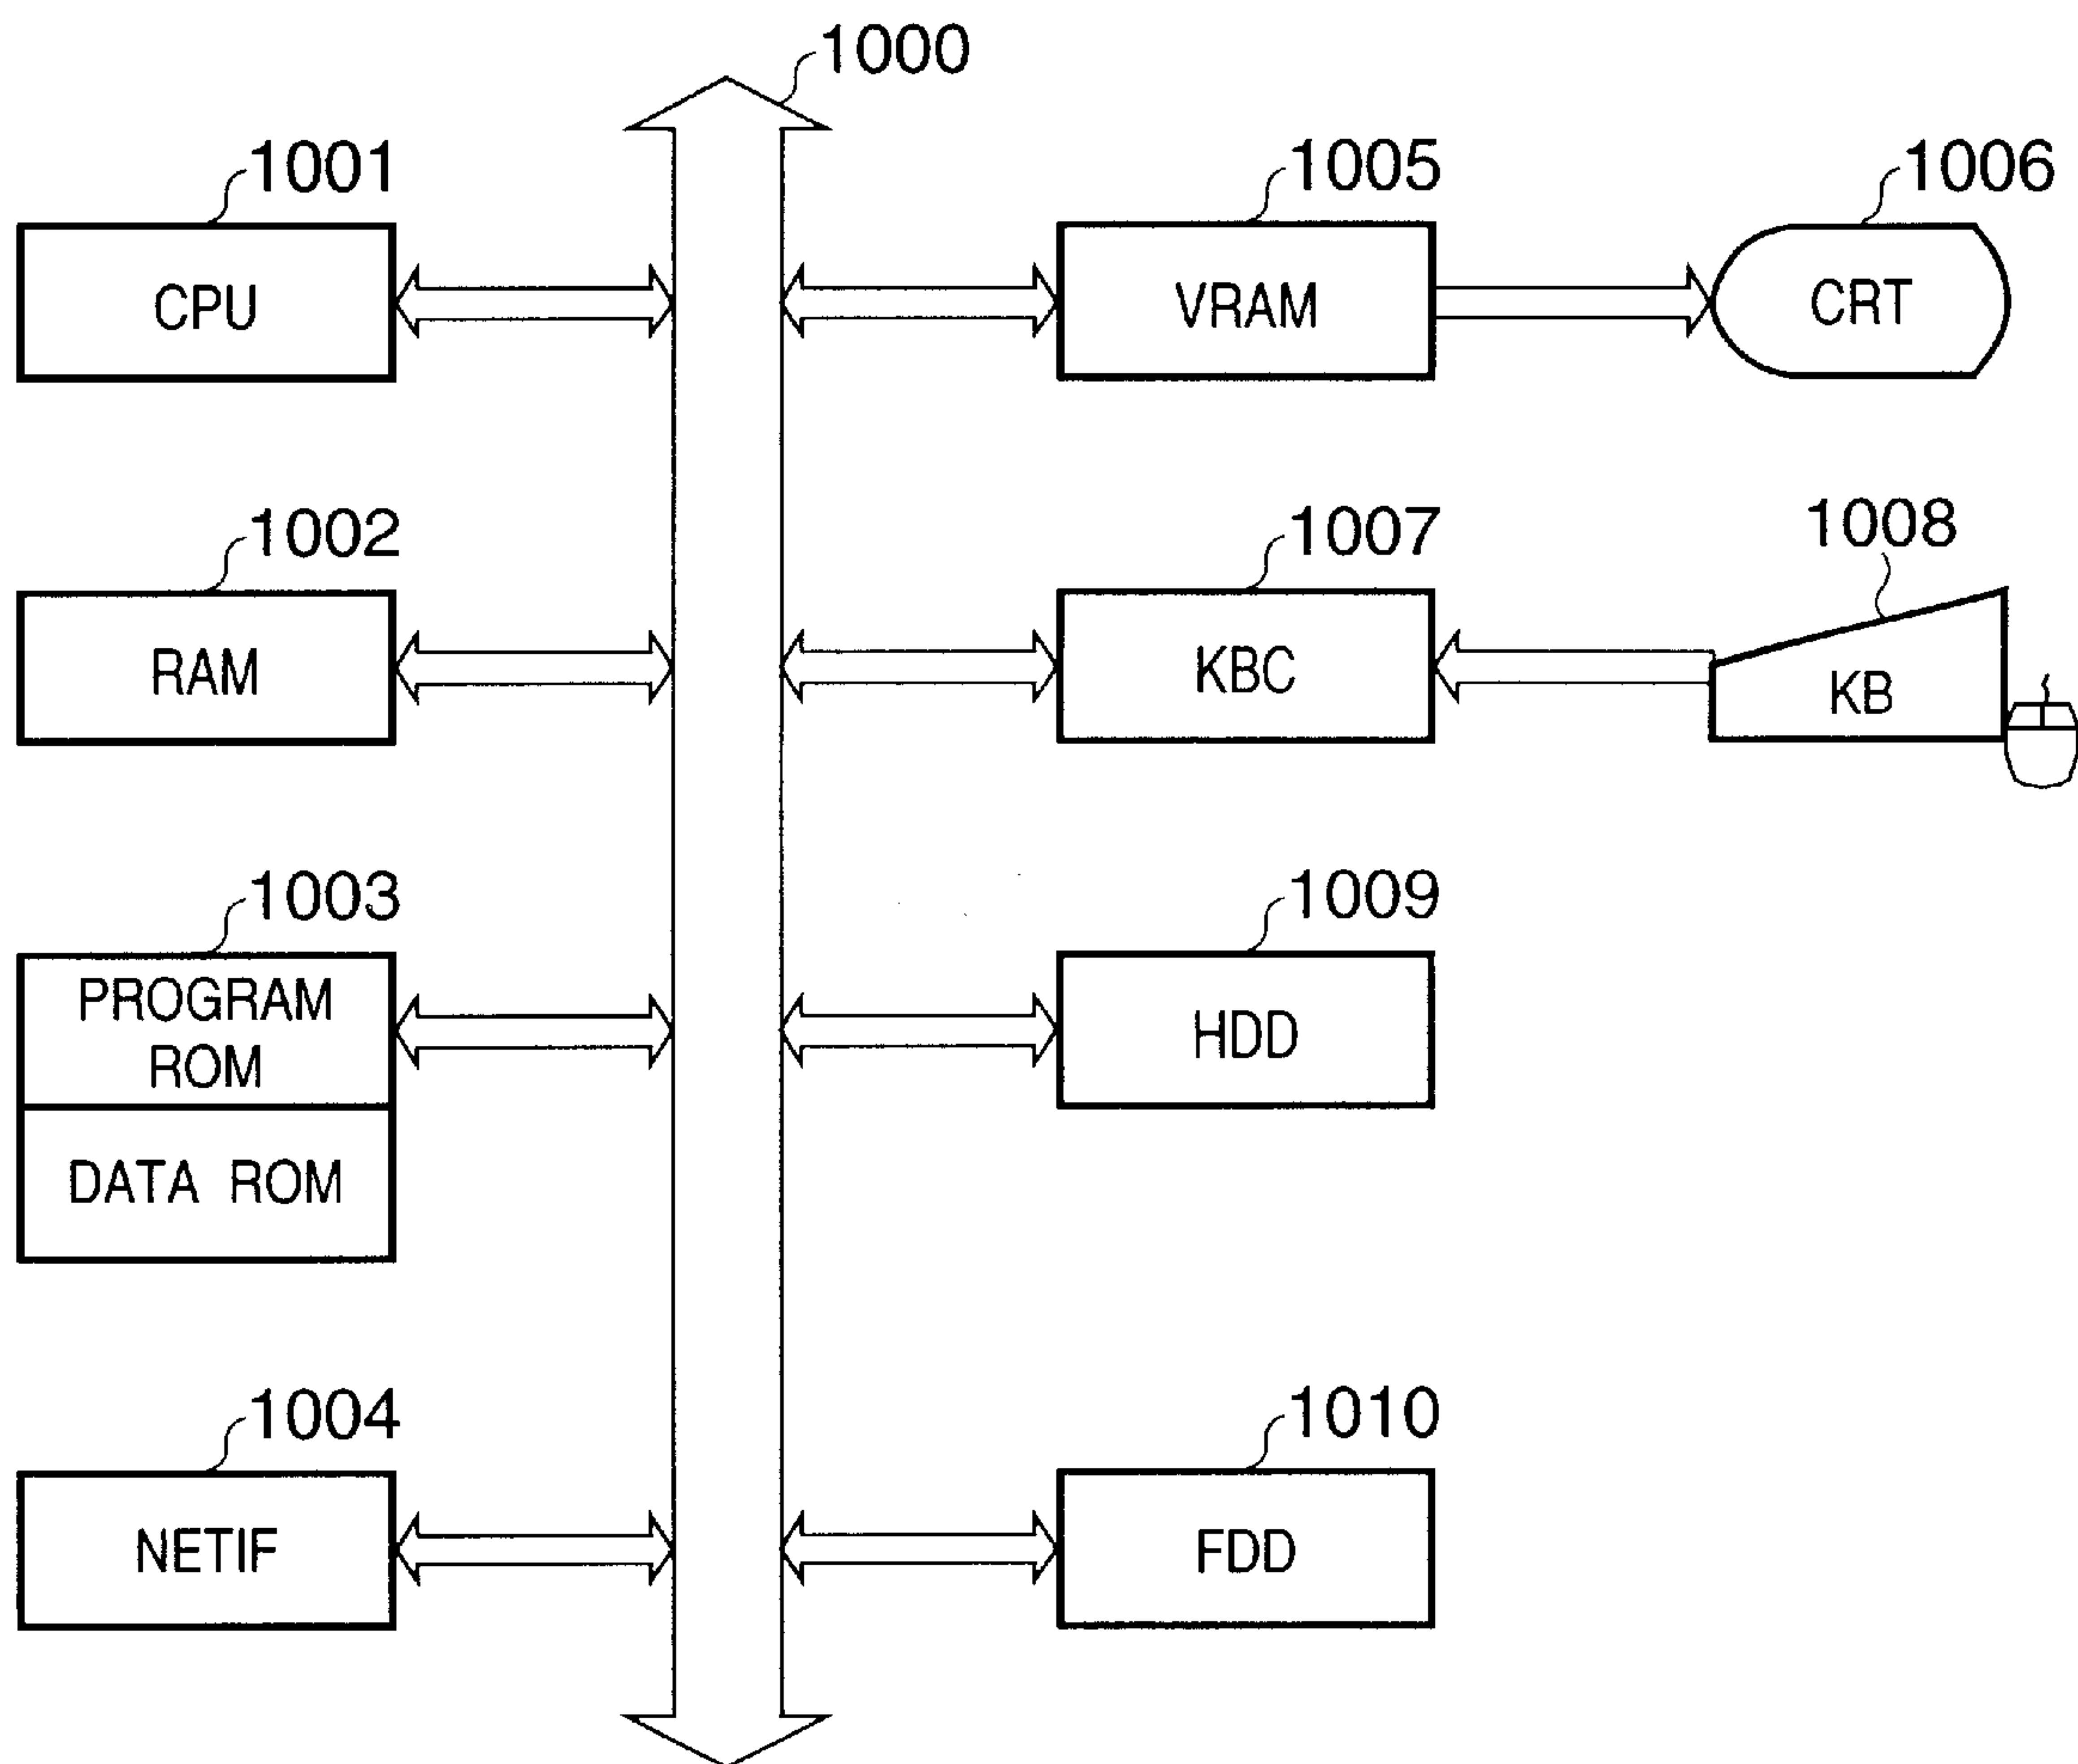 1000
1001
CPU
1005
VRAM
1006
CRT
1002
RAM
1007
KBC
1008
KB
1003
PROGRAM
ROM
DATA ROM
1009
HDD
1004
NETIF
1010
FDD